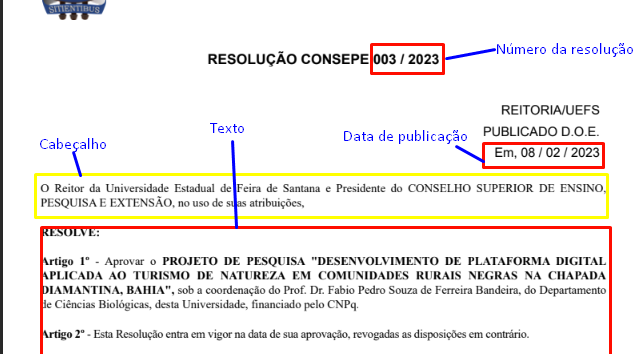 SITIENTIBUS
RESOLUÇÃO CONSEPE 003 / 2023
Número da resolução
REITORIA/UEFS
Texto
Data de publicação
PUBLICADO D.O.E.
Cabeçalho
Em, 08 / 02 / 2023
O Reitor da Universidade Estadual de Feira de Santana e Presidente do CONSELHO SUPERIOR DE ENSINO,
PESQUISA E EXTENSÃO, no uso de suas atribuições,
RESOLVE:
Artigo 1º - Aprovar o PROJETO DE PESQUISA "DESENVOLVIMENTO DE PLATAFORMA DIGITAL
APLICADA AO TURISMO DE NATUREZA EM COMUNIDADES RURAIS NEGRAS NA CHAPADA
DIAMANTINA, BAHIA", sob a coordenação do Prof. Dr. Fabio Pedro Souza de Ferreira Bandeira, do Departamento
de Ciências Biológicas, desta Universidade, financiado pelo CNPq.
Artigo 2º - Esta Resolução entra em vigor na data de sua aprovação, revogadas as disposições em contrário.